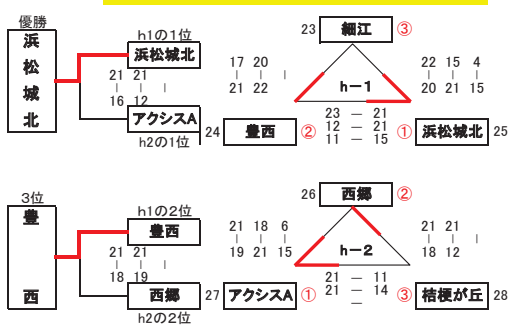 優勝
浜松城北
h1の1位
浜松城北
21 21
| | |
16 12
アクシスA
h2の1位
23 細江 ③
17 20
| | |
21 22
h-1
22 15 4
| | |
20 21 15
23 — 21
12 — 21
11 — 15
24 豊西 ②
① 浜松城北 25
3位
豊西
h1の2位
豊西
21 21
| | |
18 19
西郷
h2の2位
26 西郷 ②
21 18 6
| | |
19 21 15
h-2
21 21
| | |
18 12
21 — 11
21 — 14
—
27 アクシスA ①
③ 桔梗が丘 28